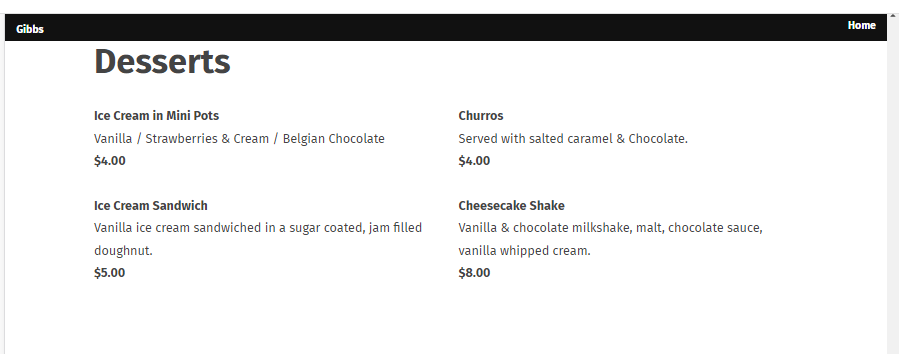 Gibbs
Home
Desserts
Ice Cream in Mini Pots
Vanilla / Strawberries & Cream / Belgian Chocolate
$4.00
Churros
Served with salted caramel & Chocolate.
$4.00
Ice Cream Sandwich
Vanilla ice cream sandwiched in a sugar coated, jam filled
doughnut.
$5.00
Cheesecake Shake
Vanilla & chocolate milkshake, malt, chocolate sauce,
vanilla whipped cream.
$8.00